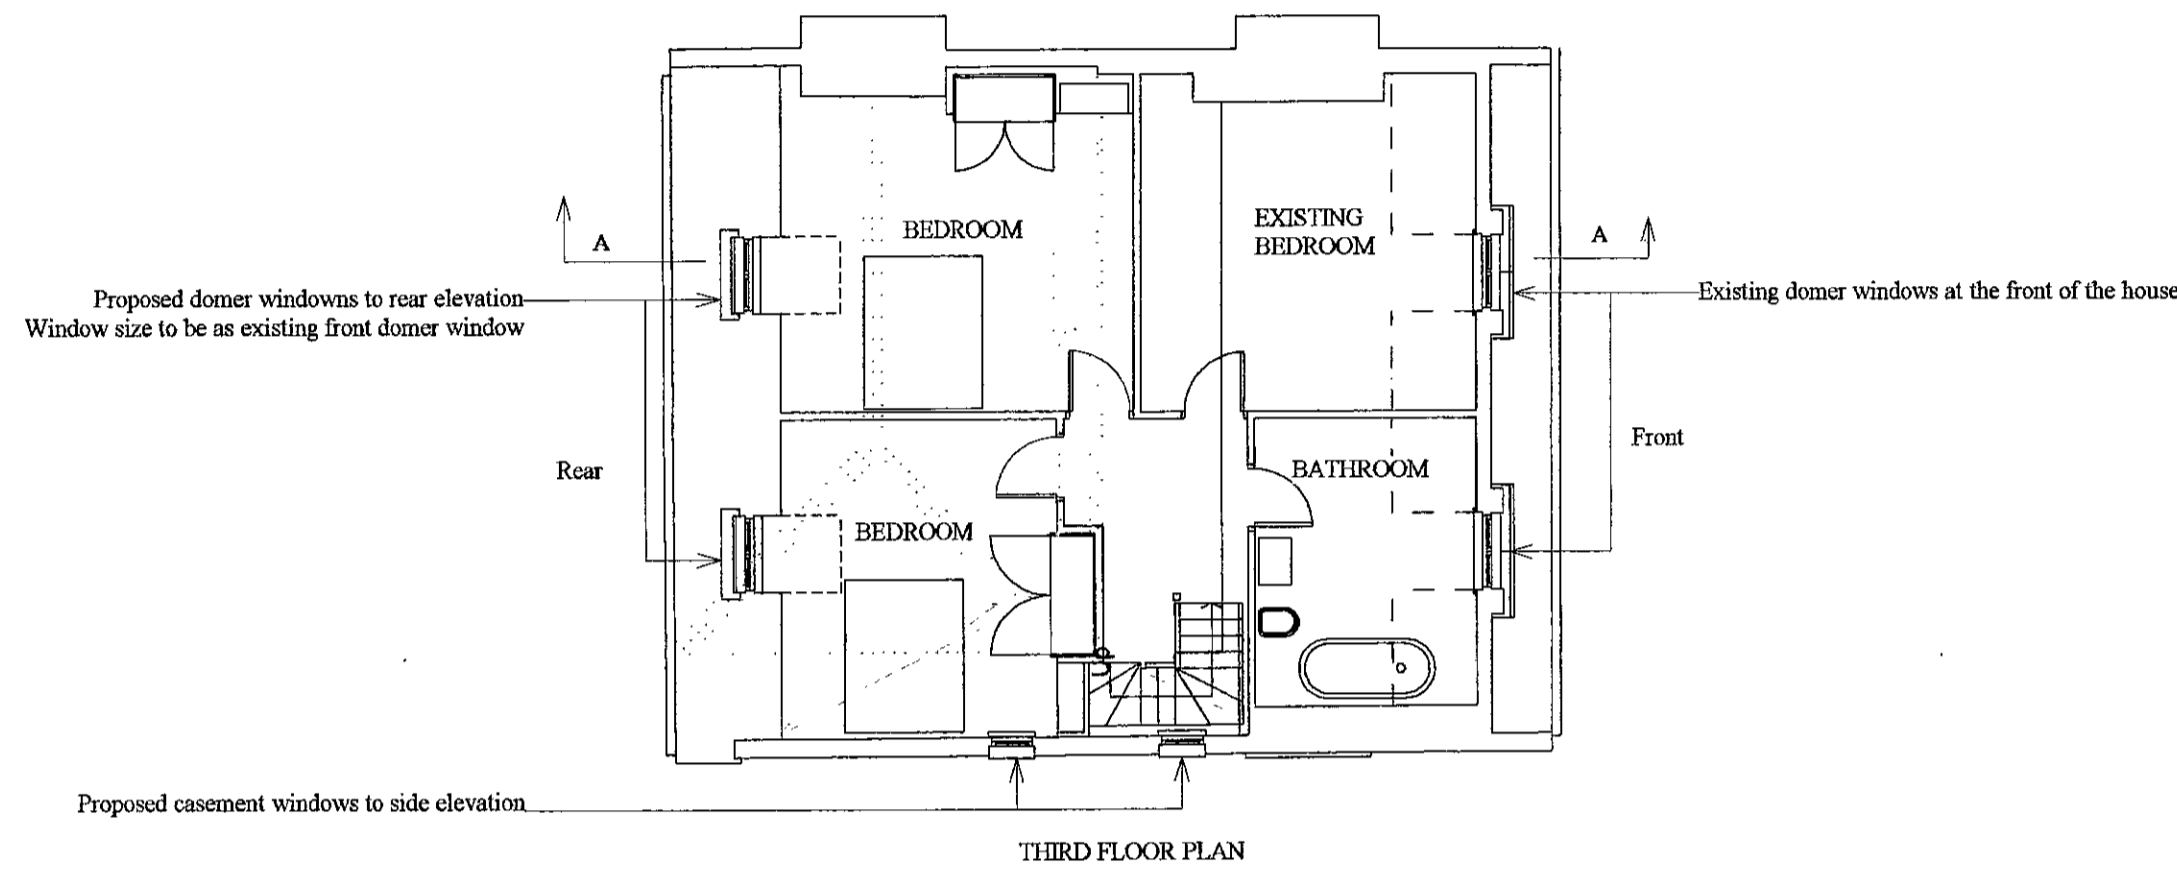 BEDROOM
EXISTING
BEDROOM
A
A
Proposed domer windowns to rear elevation
Window size to be as existing front domer window
Existing domer windows at the front of the house
Rear
Front
BATHROOM
BEDROOM
Proposed casement windows to side elevation
THIRD FLOOR PLAN